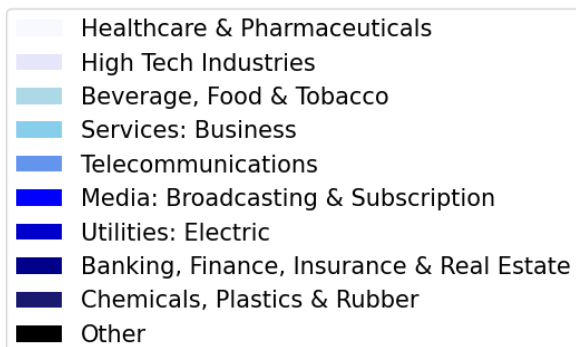 Healthcare & Pharmaceuticals
High Tech Industries
Beverage, Food & Tobacco
Services: Business
Telecommunications
Media: Broadcasting & Subscription
Utilities: Electric
Banking, Finance, Insurance & Real Estate
Chemicals, Plastics & Rubber
Other